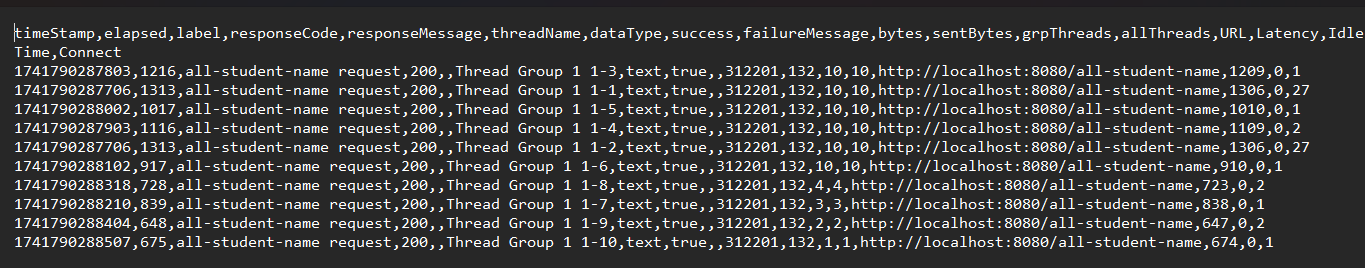 timeStamp,elapsed,label,responseCode,responseMessage,threadName,dataType,success,failureMessage,bytes,sentBytes,grpThreads,allThreads,URL,Latency,Idle
Time,Connect
1741790287803,1216,all-student-name request,200,,Thread Group 1 1-3,text,true,,312201,132,10,10,http://localhost:8080/all-student-name,1209,0,1
1741790287706,1313,all-student-name request,200,,Thread Group 1 1-1,text,true,,312201,132,10,10,http://localhost:8080/all-student-name,1306,0,27
1741790288002,1017,all-student-name request,200,,Thread Group 1 1-5,text,true,,312201,132,10,10,http://localhost:8080/all-student-name,1010,0,1
1741790287903,1116,all-student-name request,200,,Thread Group 1 1-4,text,true,,312201,132,10,10,http://localhost:8080/all-student-name,1109,0,2
1741790287706,1313,all-student-name request,200,,Thread Group 1 1-2,text,true,,312201,132,10,10,http://localhost:8080/all-student-name,1306,0,27
1741790288102,917,all-student-name request,200,,Thread Group 1 1-6,text,true,,312201,132,10,10,http://localhost:8080/all-student-name,910,0,1
1741790288318,728,all-student-name request,200,,Thread Group 1 1-8,text,true,,312201,132,4,4,http://localhost:8080/all-student-name,723,0,2
1741790288210,839,all-student-name request,200,,Thread Group 1 1-7,text,true,,312201,132,3,3,http://localhost:8080/all-student-name,838,0,1
1741790288404,648,all-student-name request,200,,Thread Group 1 1-9,text,true,,312201,132,2,2,http://localhost:8080/all-student-name,647,0,2
1741790288507,675,all-student-name request,200,,Thread Group 1 1-10,text,true,,312201,132,1,1,http://localhost:8080/all-student-name,674,0,1